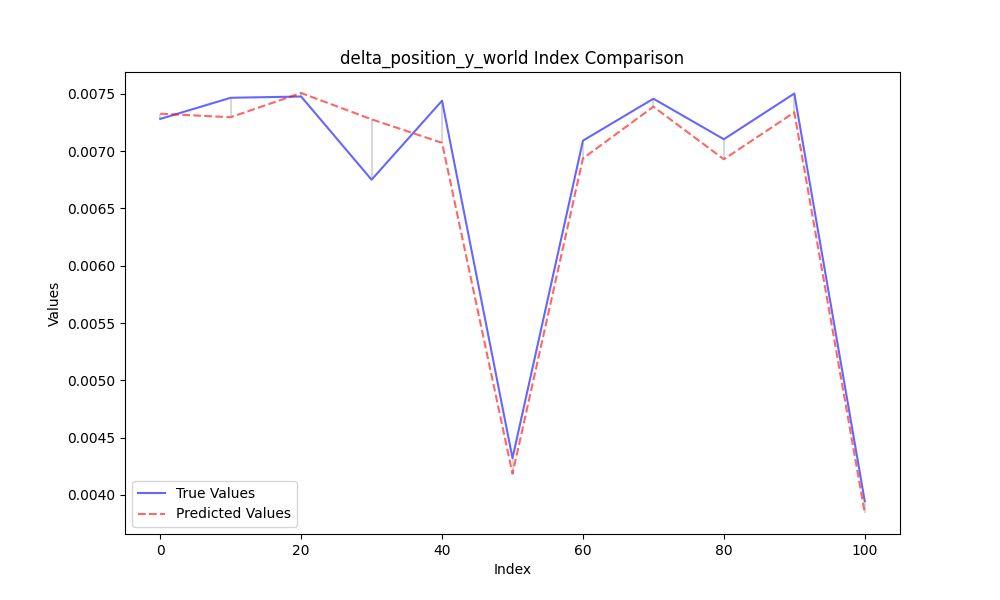 delta_position_y_world Index Comparison
Values
0.0075
0.0070
0.0065
0.0060
0.0055
0.0050
0.0045
0.0040
True Values
Predicted Values
0 20 40 60 80 100
Index